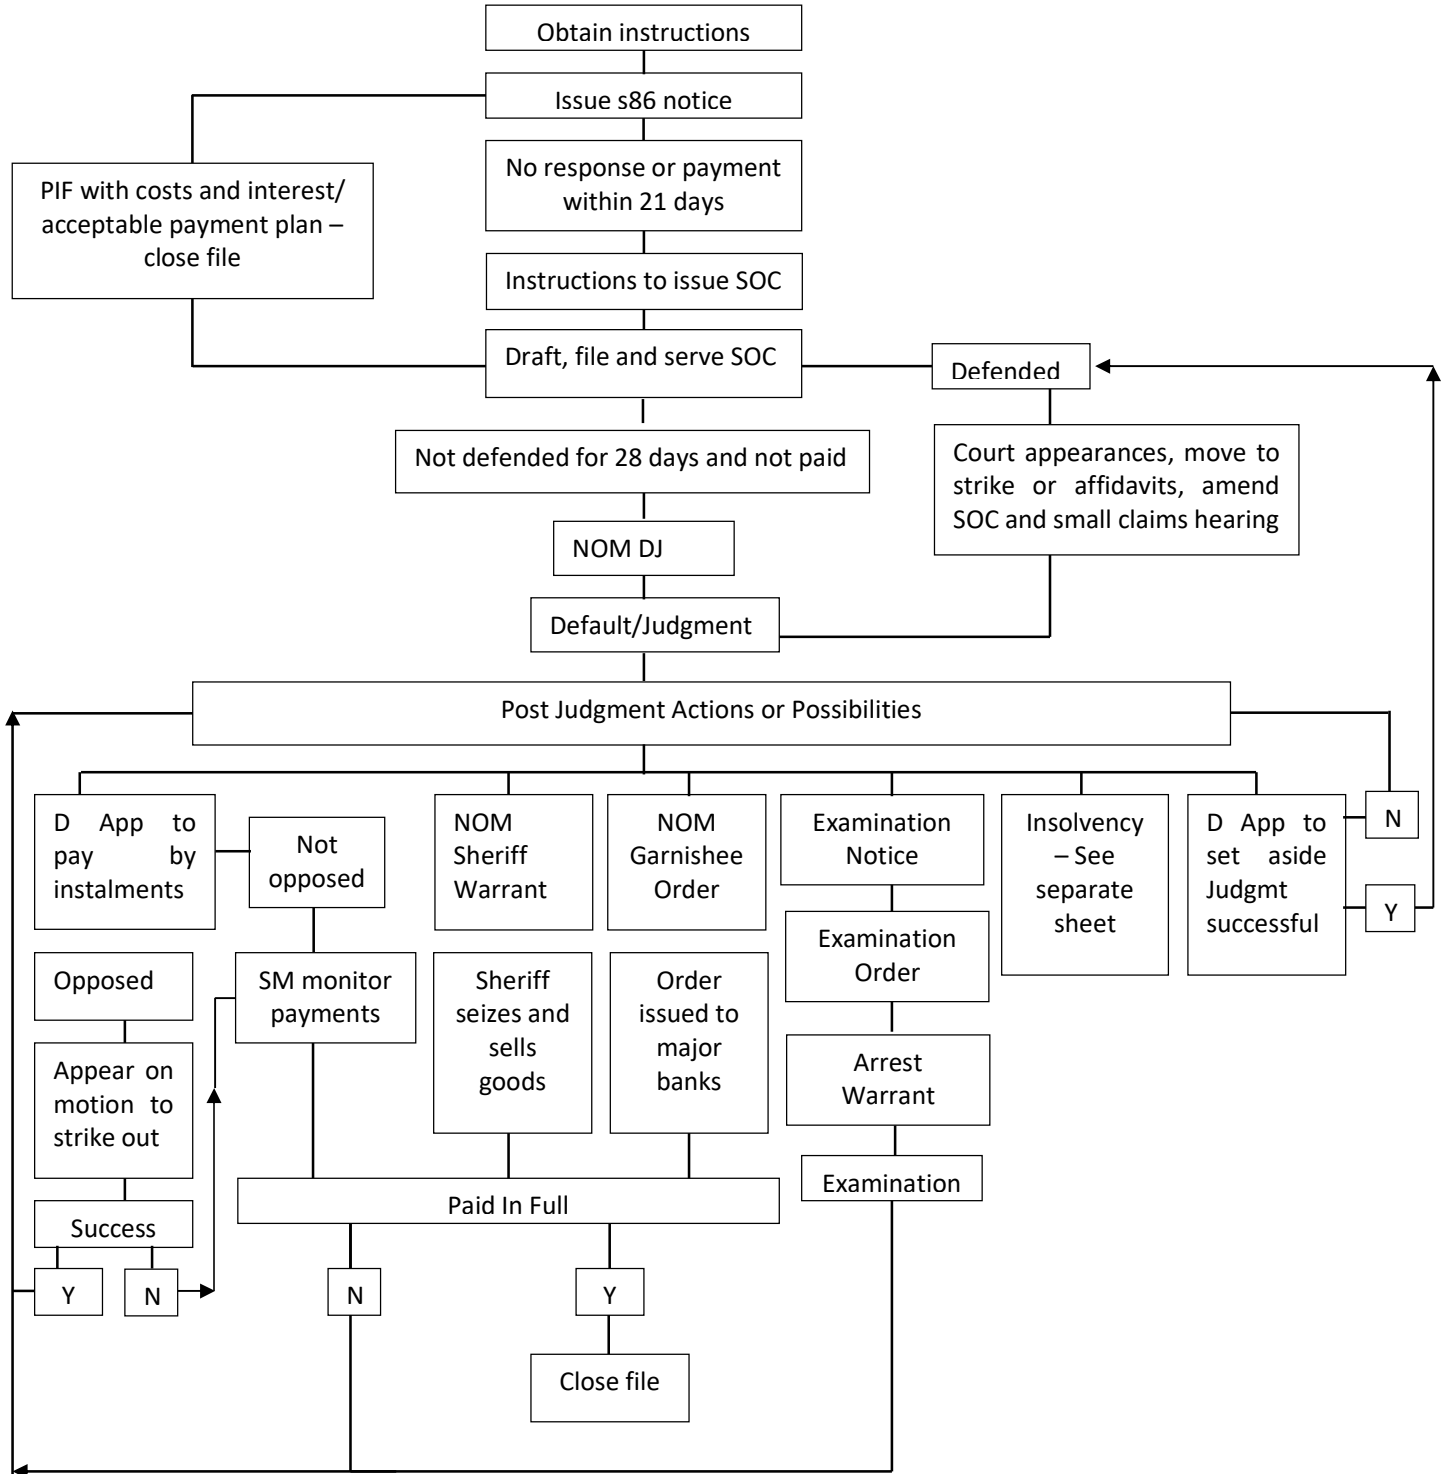 Obtain instructions
Issue s86 notice
No response or payment
within 21 days
PIF with costs and interest/
acceptable payment plan –
close file
Instructions to issue SOC
Draft, file and serve SOC
Defended
Not defended for 28 days and not paid
Court appearances, move to
strike or affidavits, amend
SOC and small claims hearing
NOM DJ
Default/Judgment
Post Judgment Actions or Possibilities
D App to
pay by
instalments
Not
opposed
NOM
Sheriff
Warrant
NOM
Garnishee
Order
Examination
Notice
Insolvency
– See
separate
sheet
D App to
set aside
Judgmt
successful
N
Y
Examination
Order
Opposed
SM monitor
payments
Sheriff
seizes and
sells
goods
Order
issued to
major
banks
Appear on
motion to
strike out
Arrest
Warrant
Examination
Paid In Full
Success
Y
N
N
Y
Close file